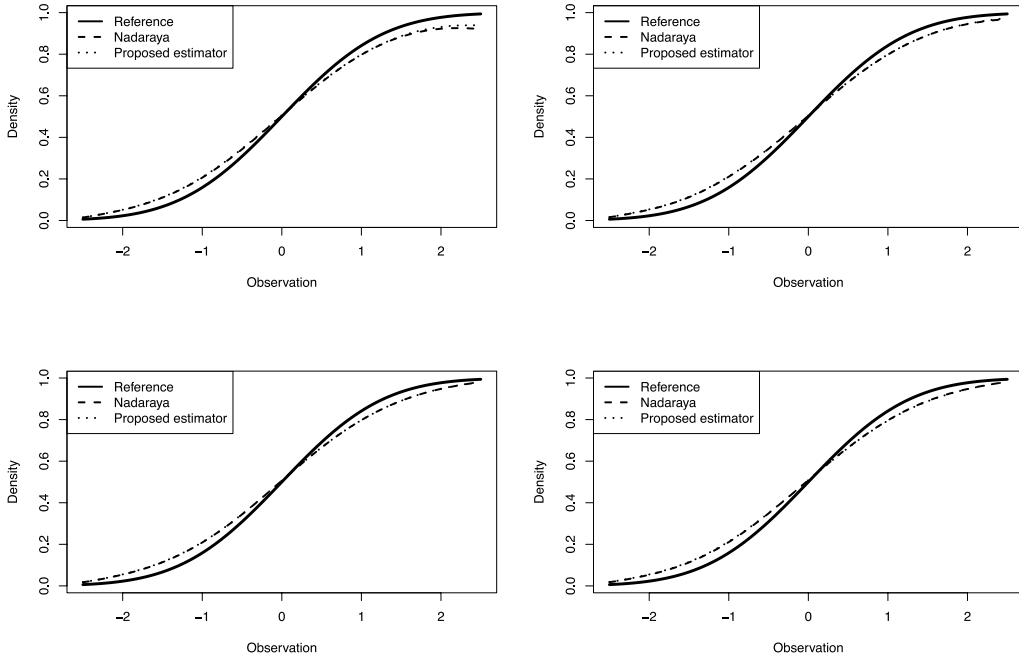 Reference
Nadaraya
Proposed estimator
Density
0.0 0.2 0.4 0.6 0.8 1.0
−2 −1 0 1 2
Observation
Reference
Nadaraya
Proposed estimator
Density
0.0 0.2 0.4 0.6 0.8 1.0
−2 −1 0 1 2
Observation
Reference
Nadaraya
Proposed estimator
Density
0.0 0.2 0.4 0.6 0.8 1.0
−2 −1 0 1 2
Observation
Reference
Nadaraya
Proposed estimator
Density
0.0 0.2 0.4 0.6 0.8 1.0
−2 −1 0 1 2
Observation